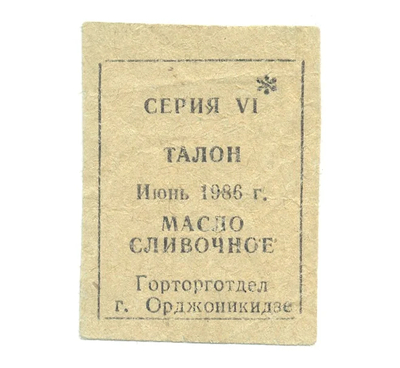 СЕРИЯ VI *
ТАЛОН
Июнь 1986 г.
МАСЛО
СЛИВОЧНОЕ
Горторготдел
г. Орджоникидзе